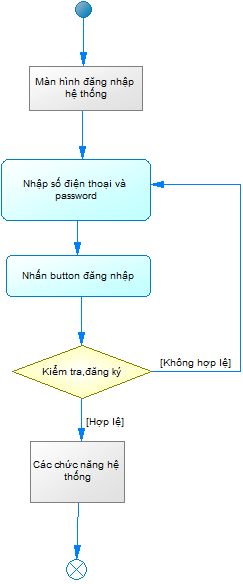 Màn hình đăng nhập
hệ thống
Nhập số điện thoại và
password
Nhấn button đăng nhập
Kiểm tra,đăng ký
[Không hợp lệ]
[Hợp lệ]
Các chức năng hệ
thống